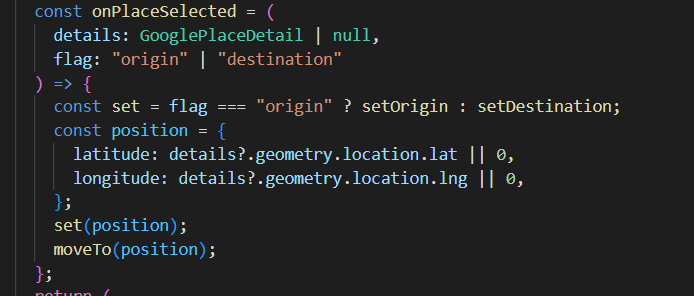 const onPlaceSelected = (
details: GooglePlaceDetail | null,
flag: "origin" | "destination"
) => {
const set = flag === "origin" ? setOrigin : setDestination;
const position = {
latitude: details?.geometry.location.lat || 0,
longitude: details?.geometry.location.lng || 0,
};
set(position);
moveTo(position);
};
return (